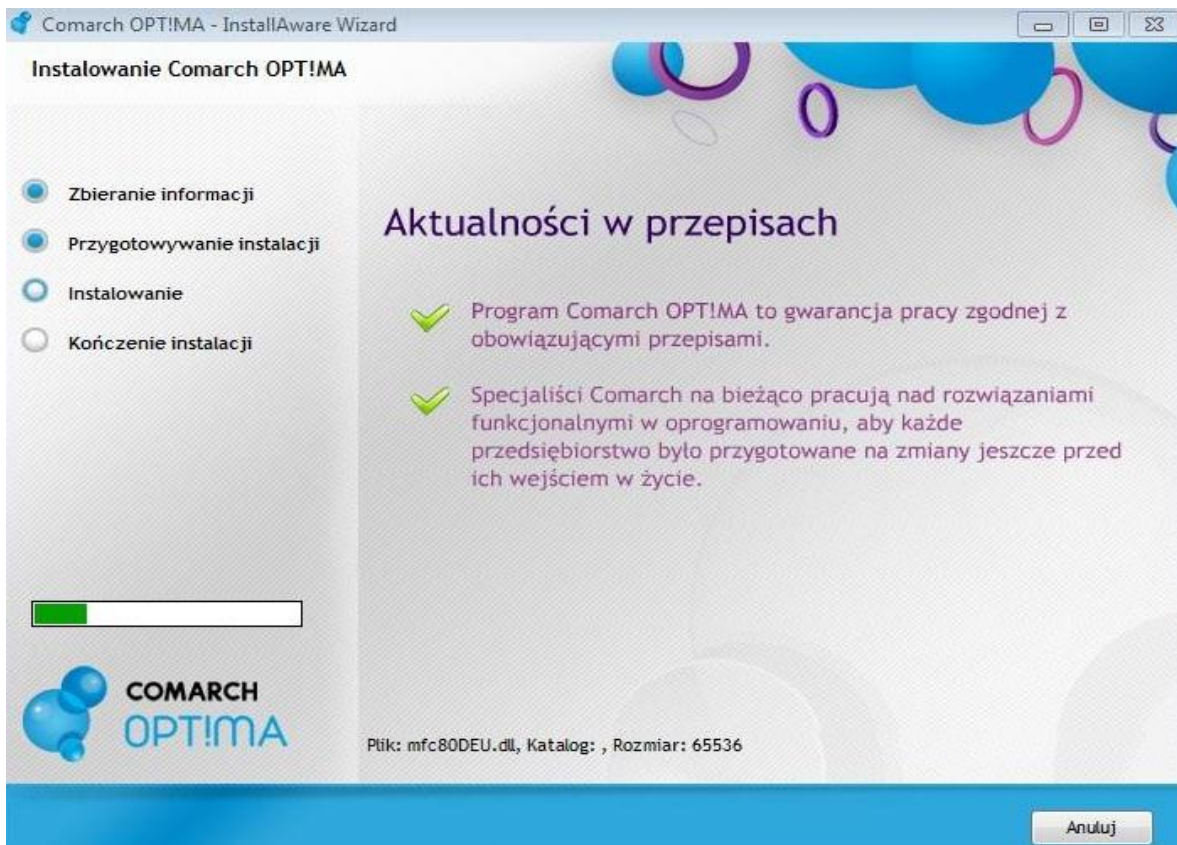 Comarch OPT!MA - InstallAware Wizard
Instalowanie Comarch OPT!MA
Zbieranie informacji
Przygotowywanie instalacji
Instalowanie
Kończenie instalacji
Aktualności w przepisach
Program Comarch OPT!MA to gwarancja pracy zgodnej z
obowiązującymi przepisami.
Specjaliści Comarch na bieżąco pracują nad rozwiązaniami
funkcjonalnymi w oprogramowaniu, aby każde
przedsiębiorstwo było przygotowane na zmiany jeszcze przed
ich wejściem w życie.
COMARCH
OPT!MA
Plik: mfc80DEU.dll, Katalog: , Rozmiar: 65536
Anuluj